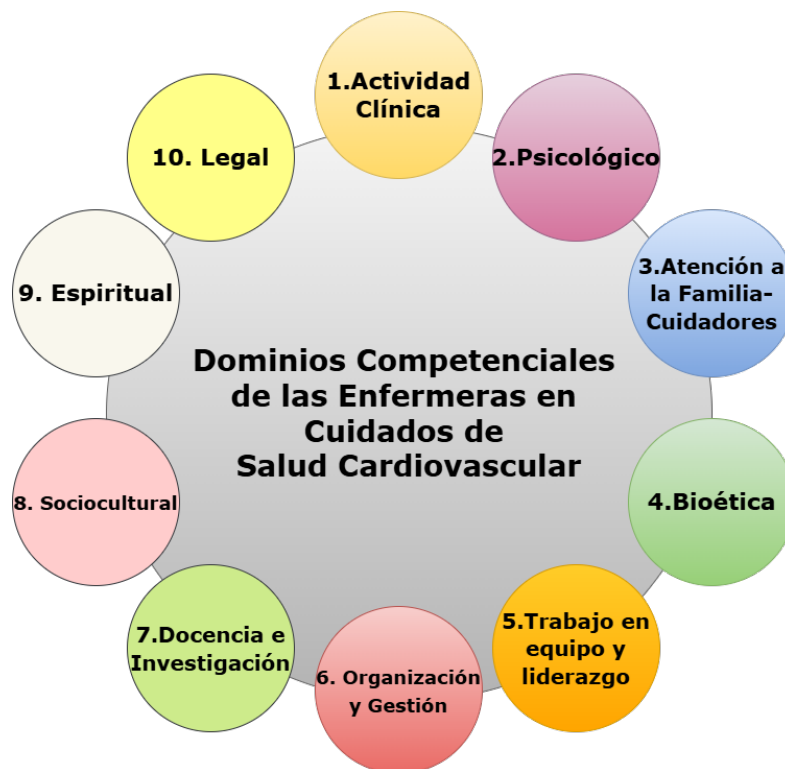 1.Actividad
Clínica
2.Psicológico
3.Atención a
la Familia-
Cuidadores
4.Bioética
5.Trabajo en
equipo y
liderazgo
6. Organización
y Gestión
7.Docencia e
Investigación
8. Sociocultural
9. Espiritual
10. Legal
Dominios Competenciales
de las Enfermeras en
Cuidados de
Salud Cardiovascular